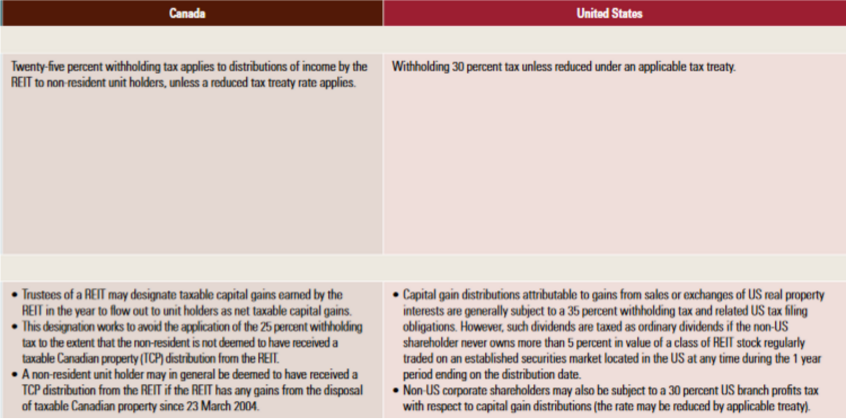 Canada
United States
Twenty-five percent withholding tax applies to distributions of income by the
REIT to non-resident unit holders, unless a reduced tax treaty rate applies.
Withholding 30 percent tax unless reduced under an applicable tax treaty.
• Trustees of a REIT may designate taxable capital gains earned by the
REIT in the year to flow out to unit holders as net taxable capital gains.
• This designation works to avoid the application of the 25 percent withholding
tax to the extent that the non-resident is not deemed to have received a
taxable Canadian property (TCP) distribution from the REIT.
• A non-resident unit holder may in general be deemed to have received a
TCP distribution from the REIT if the REIT has any gains from the disposal
of taxable Canadian property since 23 March 2004.
• Capital gain distributions attributable to gains from sales or exchanges of US real property
interests are generally subject to a 35 percent withholding tax and related US tax filing
obligations. However, such dividends are taxed as ordinary dividends if the non-US
shareholder never owns more than 5 percent in value of a class of REIT stock regularly
traded on an established securities market located in the US at any time during the 1 year
period ending on the distribution date.
• Non-US corporate shareholders may also be subject to a 30 percent US branch profits tax
with respect to capital gain distributions (the rate may be reduced by applicable treaty).